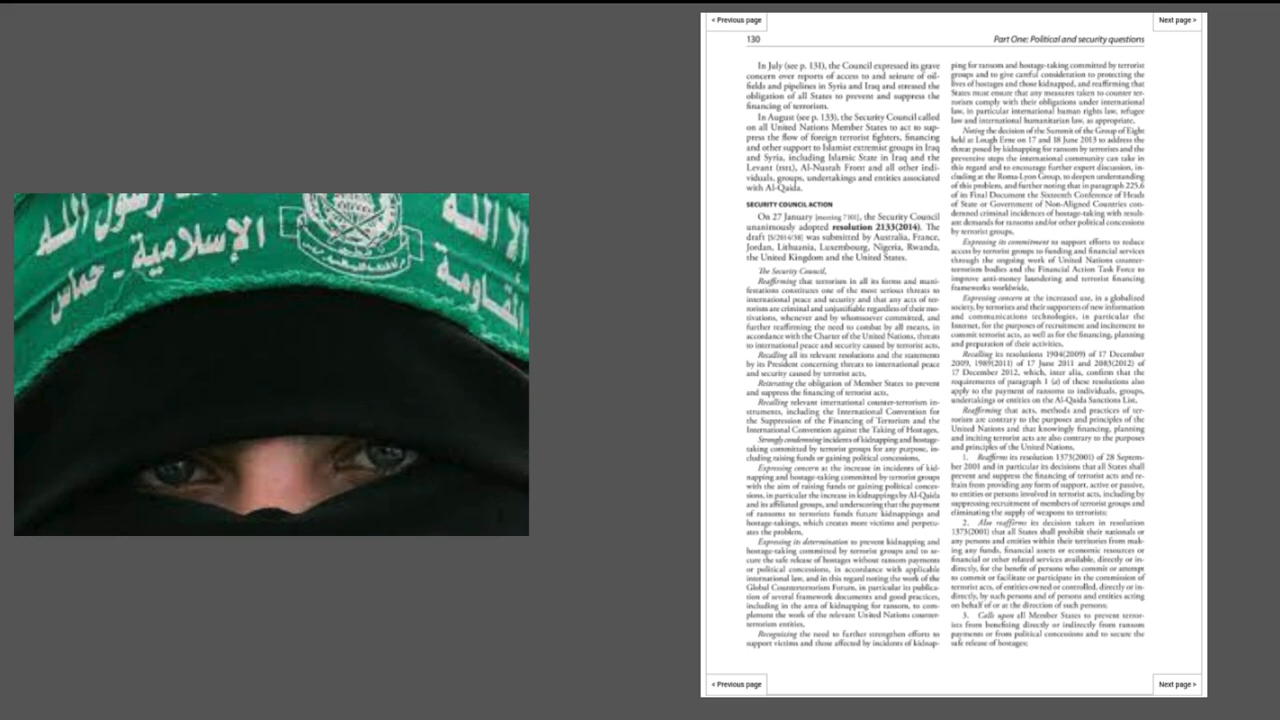 < Previous page
Next page >
130
Part One: Political and security questions
In July (see p. 131), the Council expressed its grave
concern over reports of access to and seizure of oil-
fields and pipelines in Syria and Iraq and stressed the
obligation of all States to prevent and suppress the
financing of terrorism.
In August (see p. 133), the Security Council called
on all United Nations Member States to act to sup-
press the flow of foreign terrorist fighters, financing
and other support to Islamist extremist groups in Iraq
and Syria, including Islamic State in Iraq and the
Levant (ISIL), Al-Nusrah Front and all other indi-
viduals, groups, undertakings and entities associated
with Al-Qaida.
SECURITY COUNCIL ACTION
On 27 January [meeting 7101], the Security Council
unanimously adopted resolution 2133(2014). The
draft [S/2014/38] was submitted by Australia, France,
Jordan, Lithuania, Luxembourg, Nigeria, Rwanda,
the United Kingdom and the United States.
The Security Council,
Reaffirming that terrorism in all its forms and mani-
festations constitutes one of the most serious threats to
international peace and security and that any acts of ter-
rorism are criminal and unjustifiable regardless of their mo-
tivations, whenever and by whomsoever committed, and
further reaffirming the need to combat by all means, in
accordance with the Charter of the United Nations, threats
to international peace and security caused by terrorist acts,
Recalling all its relevant resolutions and the statements
by its President concerning threats to international peace
and security caused by terrorist acts,
Reiterating the obligation of Member States to prevent
and suppress the financing of terrorist acts,
Recalling relevant international counter-terrorism in-
struments, including the International Convention for
the Suppression of the Financing of Terrorism and the
International Convention against the Taking of Hostages,
Strongly condemning incidents of kidnapping and hostage-
taking committed by terrorist groups for any purpose, in-
cluding raising funds or gaining political concessions,
Expressing concern at the increase in incidents of kid-
napping and hostage-taking committed by terrorist groups
with the aim of raising funds or gaining political conces-
sions, in particular the increase in kidnappings by Al-Qaida
and its affiliated groups, and underscoring that the payment
of ransoms to terrorists funds future kidnappings and
hostage-takings, which creates more victims and perpetu-
ates the problem,
Expressing its determination to prevent kidnapping and
hostage-taking committed by terrorist groups and to se-
cure the safe release of hostages without ransom payments
or political concessions, in accordance with applicable
international law, and in this regard noting the work of the
Global Counterterrorism Forum, in particular its publica-
tion of several framework documents and good practices,
including in the area of kidnapping for ransom, to com-
plement the work of the relevant United Nations counter-
terrorism entities,
Recognizing the need to further strengthen efforts to
support victims and those affected by incidents of kidnap-
ping for ransom and hostage-taking committed by terrorist
groups and to give careful consideration to protecting the
lives of hostages and those kidnapped, and reaffirming that
States must ensure that any measures taken to counter ter-
rorism comply with their obligations under international
law, in particular international human rights law, refugee
law and international humanitarian law, as appropriate,
Noting the decision of the Summit of the Group of Eight
held at Lough Erne on 17 and 18 June 2013 to address the
threat posed by kidnapping for ransom by terrorists and the
preventive steps the international community can take in
this regard and to encourage further expert discussion, in-
cluding at the Roma-Lyon Group, to deepen understanding
of this problem, and further noting that in paragraph 225.6
of its Final Document the Sixteenth Conference of Heads
of State or Government of Non-Aligned Countries con-
demned criminal incidences of hostage-taking with result-
ant demands for ransoms and/or other political concessions
by terrorist groups,
Expressing its commitment to support efforts to reduce
access by terrorist groups to funding and financial services
through the ongoing work of United Nations counter-
terrorism bodies and the Financial Action Task Force to
improve anti-money laundering and terrorist financing
frameworks worldwide,
Expressing concern at the increased use, in a globalized
society, by terrorists and their supporters of new information
and communications technologies, in particular the
Internet, for the purposes of recruitment and incitement to
commit terrorist acts, as well as for the financing, planning
and preparation of their activities,
Recalling its resolutions 1904(2009) of 17 December
2009, 1989(2011) of 17 June 2011 and 2083(2012) of
17 December 2012, which, inter alia, confirm that the
requirements of paragraph 1 (a) of these resolutions also
apply to the payment of ransoms to individuals, groups,
undertakings or entities on the Al-Qaida Sanctions List,
Reaffirming that acts, methods and practices of ter-
rorism are contrary to the purposes and principles of the
United Nations and that knowingly financing, planning
and inciting terrorist acts are also contrary to the purposes
and principles of the United Nations,
1. Reaffirms its resolution 1373(2001) of 28 Septem-
ber 2001 and in particular its decisions that all States shall
prevent and suppress the financing of terrorist acts and re-
frain from providing any form of support, active or passive,
to entities or persons involved in terrorist acts, including by
suppressing recruitment of members of terrorist groups and
eliminating the supply of weapons to terrorists;
2. Also reaffirms its decision taken in resolution
1373(2001) that all States shall prohibit their nationals or
any persons and entities within their territories from mak-
ing any funds, financial assets or economic resources or
financial or other related services available, directly or in-
directly, for the benefit of persons who commit or attempt
to commit or facilitate or participate in the commission of
terrorist acts, of entities owned or controlled, directly or in-
directly, by such persons and of persons and entities acting
on behalf of or at the direction of such persons;
3. Calls upon all Member States to prevent terror-
ists from benefiting directly or indirectly from ransom
payments or from political concessions and to secure the
safe release of hostages;
< Previous page
Next page >